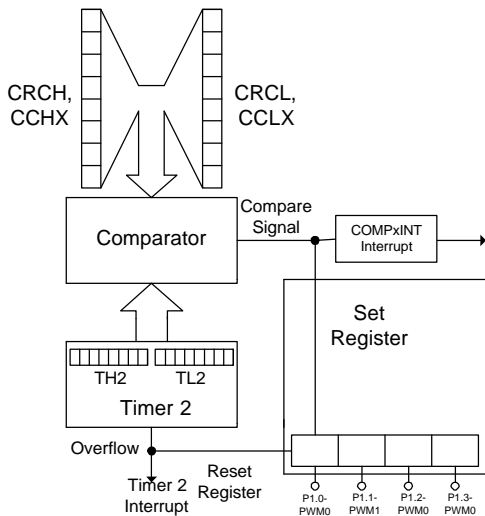 CRCH,
CCHX
CRCL,
CCLX
Compare
Signal
Comparator
COMPxINT
Interrupt
Set
Register
TH2
TL2
Timer 2
Overflow
Reset
Register
Timer 2
Interrupt
P1.0-
PWM0
P1.1-
PWM1
P1.2-
PWM0
P1.3-
PWM0